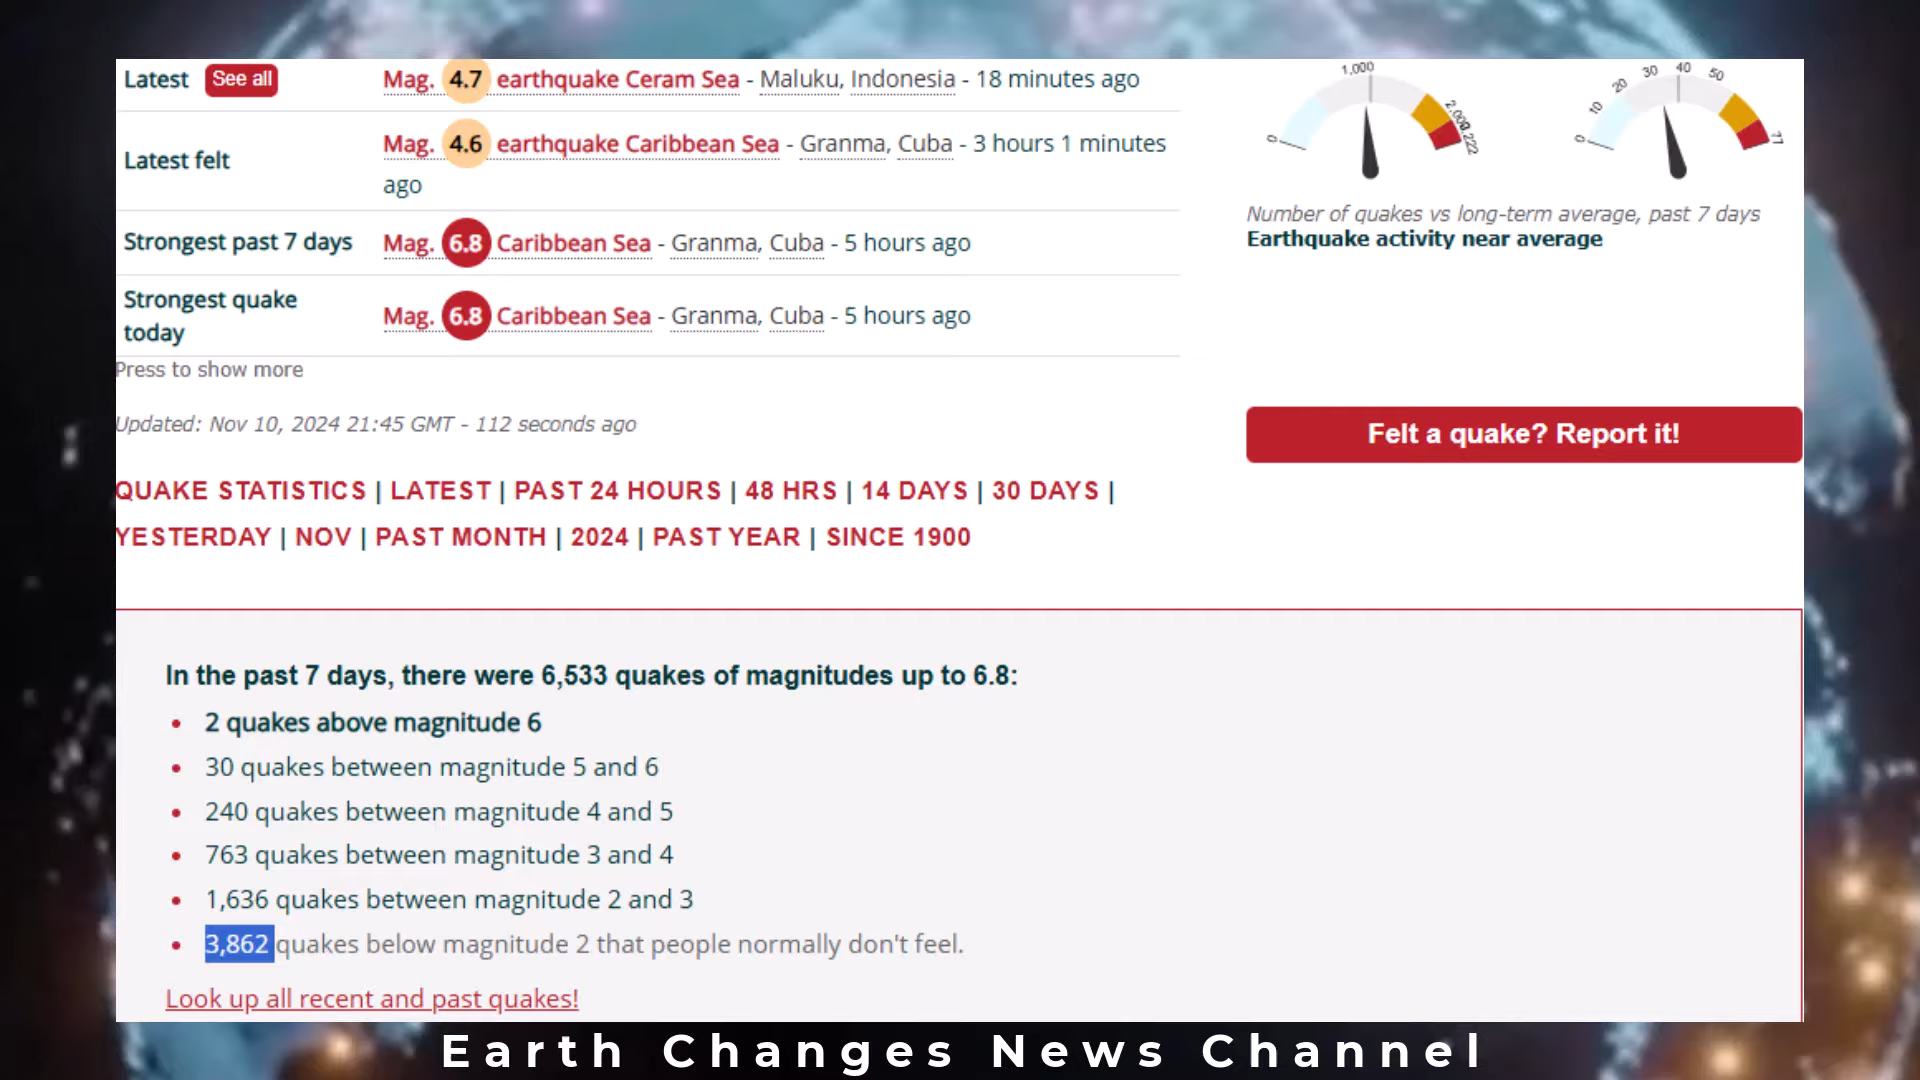 Latest See all Mag. 4.7 earthquake Ceram Sea - Maluku, Indonesia - 18 minutes ago
Latest felt Mag. 4.6 earthquake Caribbean Sea - Granma, Cuba - 3 hours 1 minutes
ago
Strongest past 7 days Mag. 6.8 Caribbean Sea - Granma, Cuba - 5 hours ago
Strongest quake
today
Mag. 6.8 Caribbean Sea - Granma, Cuba - 5 hours ago
Press to show more
Updated: Nov 10, 2024 21:45 GMT - 112 seconds ago
0 1,000
0 10 20 30 40 50 77
Number of quakes vs long-term average, past 7 days
Earthquake activity near average
Felt a quake? Report it!
QUAKE STATISTICS | LATEST | PAST 24 HOURS | 48 HRS | 14 DAYS | 30 DAYS |
YESTERDAY | NOV | PAST MONTH | 2024 | PAST YEAR | SINCE 1900
In the past 7 days, there were 6,533 quakes of magnitudes up to 6.8:
• 2 quakes above magnitude 6
• 30 quakes between magnitude 5 and 6
• 240 quakes between magnitude 4 and 5
• 763 quakes between magnitude 3 and 4
• 1,636 quakes between magnitude 2 and 3
• 3,862 quakes below magnitude 2 that people normally don't feel.
Look up all recent and past quakes!
Earth Changes News Channel